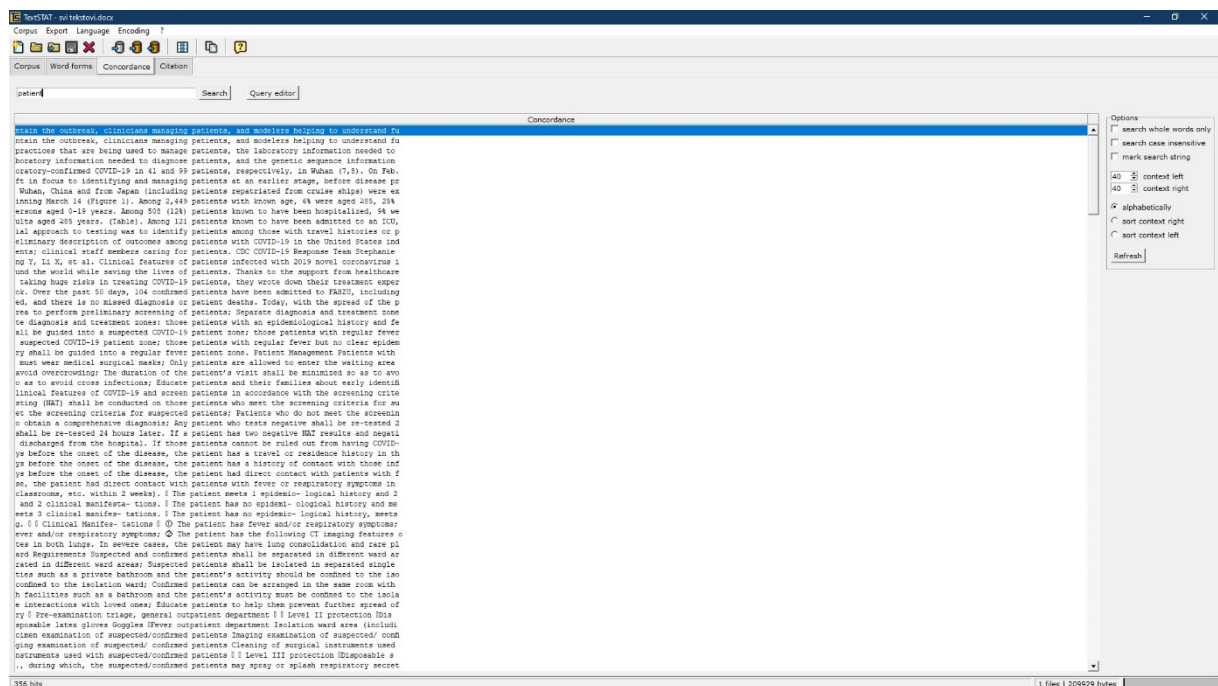 TextSTAT - svi tekstovi.docx
Corpus Export Language Encoding ?
Corpus Word forms Concordance Citation
patient Search Query editor
Concordance
ntain the outbreak, clinicians managing patients, and modelers helping to understand fu
ntain the outbreak, clinicians managing patients, and modelers helping to understand fu
practices that are being used to manage patients, the laboratory information needed to
boratory information needed to diagnose patients, and the genetic sequence information
oratory-confirmed COVID-19 in 41 and 99 patients, respectively, in Wuhan (7,8). On Feb.
ft in focus to identifying and managing patients at an earlier stage, before disease pr
Wuhan, China and from Japan (including patients repatriated from cruise ships) were ex
inning March 14 (Figure 1). Among 2,449 patients with known age, 6% were aged ≥85, 25%
ersons aged 0-19 years. Among 508 (12%) patients known to have been hospitalized, 9% we
ults aged ≥85 years. (Table). Among 121 patients known to have been admitted to an ICU,
ial approach to testing was to identify patients among those with travel histories or p
eliminary description of outcomes among patients with COVID-19 in the United States ind
ents; clinical staff members caring for patients. CDC COVID-19 Response Team Stephanie
ng Y, Li X, et al. Clinical features of patients infected with 2019 novel coronavirus i
und the world while saving the lives of patients. Thanks to the support from healthcare
taking huge risks in treating COVID-19 patients, they wrote down their treatment exper
ok. Over the past 50 days, 104 confirmed patients have been admitted to FAHZU, including
ed, and there is no missed diagnosis or patient deaths. Today, with the spread of the p
rea to perform preliminary screening of patients; Separate diagnosis and treatment zone
te diagnosis and treatment zones: those patients with an epidemiological history and fe
all be guided into a suspected COVID-19 patient zone; those patients with regular fever
suspected COVID-19 patient zone; those patients with regular fever but no clear epidem
ry shall be guided into a regular fever patient zone. Patient Management Patients with
must wear medical surgical masks; Only patients are allowed to enter the waiting area
avoid overcrowding; The duration of the patient's visit shall be minimized so as to avo
o as to avoid cross infections; Educate patients and their families about early identifi
linical features of COVID-19 and screen patients in accordance with the screening crite
sting (NAT) shall be conducted on those patients who meet the screening criteria for su
et the screening criteria for suspected patients; Patients who do not meet the screenin
o obtain a comprehensive diagnosis; Any patient who tests negative shall be re-tested 2
shall be re-tested 24 hours later. If a patient has two negative NAT results and negati
discharged from the hospital. If those patients cannot be ruled out from having COVID-
ys before the onset of the disease, the patient has a travel or residence history in th
ys before the onset of the disease, the patient has a history of contact with those inf
ys before the onset of the disease, the patient had direct contact with patients with f
se, the patient had direct contact with patients with fever or respiratory symptoms in
classrooms, etc. within 2 weeks). The patient meets 1 epidemio- logical history and 2
and 2 clinical manifesta- tions. The patient has no epidemi- ological history and me
eets 3 clinical manifes- tations. The patient has no epidemio- logical history, meets
g. Clinical Manifes- tations ① The patient has fever and/or respiratory symptoms;
ever and/or respiratory symptoms; ② The patient has the following CT imaging features o
tes in both lungs. In severe cases, the patient may have lung consolidation and rare pl
ard Requirements Suspected and confirmed patients shall be separated in different ward ar
rated in different ward areas; Suspected patients shall be isolated in separated single
ties such as a private bathroom and the patient's activity should be confined to the iso
confined to the isolation ward; Confirmed patients can be arranged in the same room with
h facilities such as a bathroom and the patient's activity must be confined to the isola
e interactions with loved ones; Educate patients to help them prevent further spread of
ry Pre-examination triage, general outpatient department Level II protection Dis
sposable latex gloves Goggles Fever outpatient department Isolation ward area (includi
cimen examination of suspected/confirmed patients Imaging examination of suspected/ confi
ging examination of suspected/ confirmed patients Cleaning of surgical instruments used
nstruments used with suspected/confirmed patients Level III protection Disposable s
., during which, the suspected/confirmed patients may spray or splash respiratory secret
Options
search whole words only
search case insensitive
mark search string
40 context left
40 context right
alphabetically
sort context right
sort context left
Refresh
356 hits
1 files | 209929 bytes